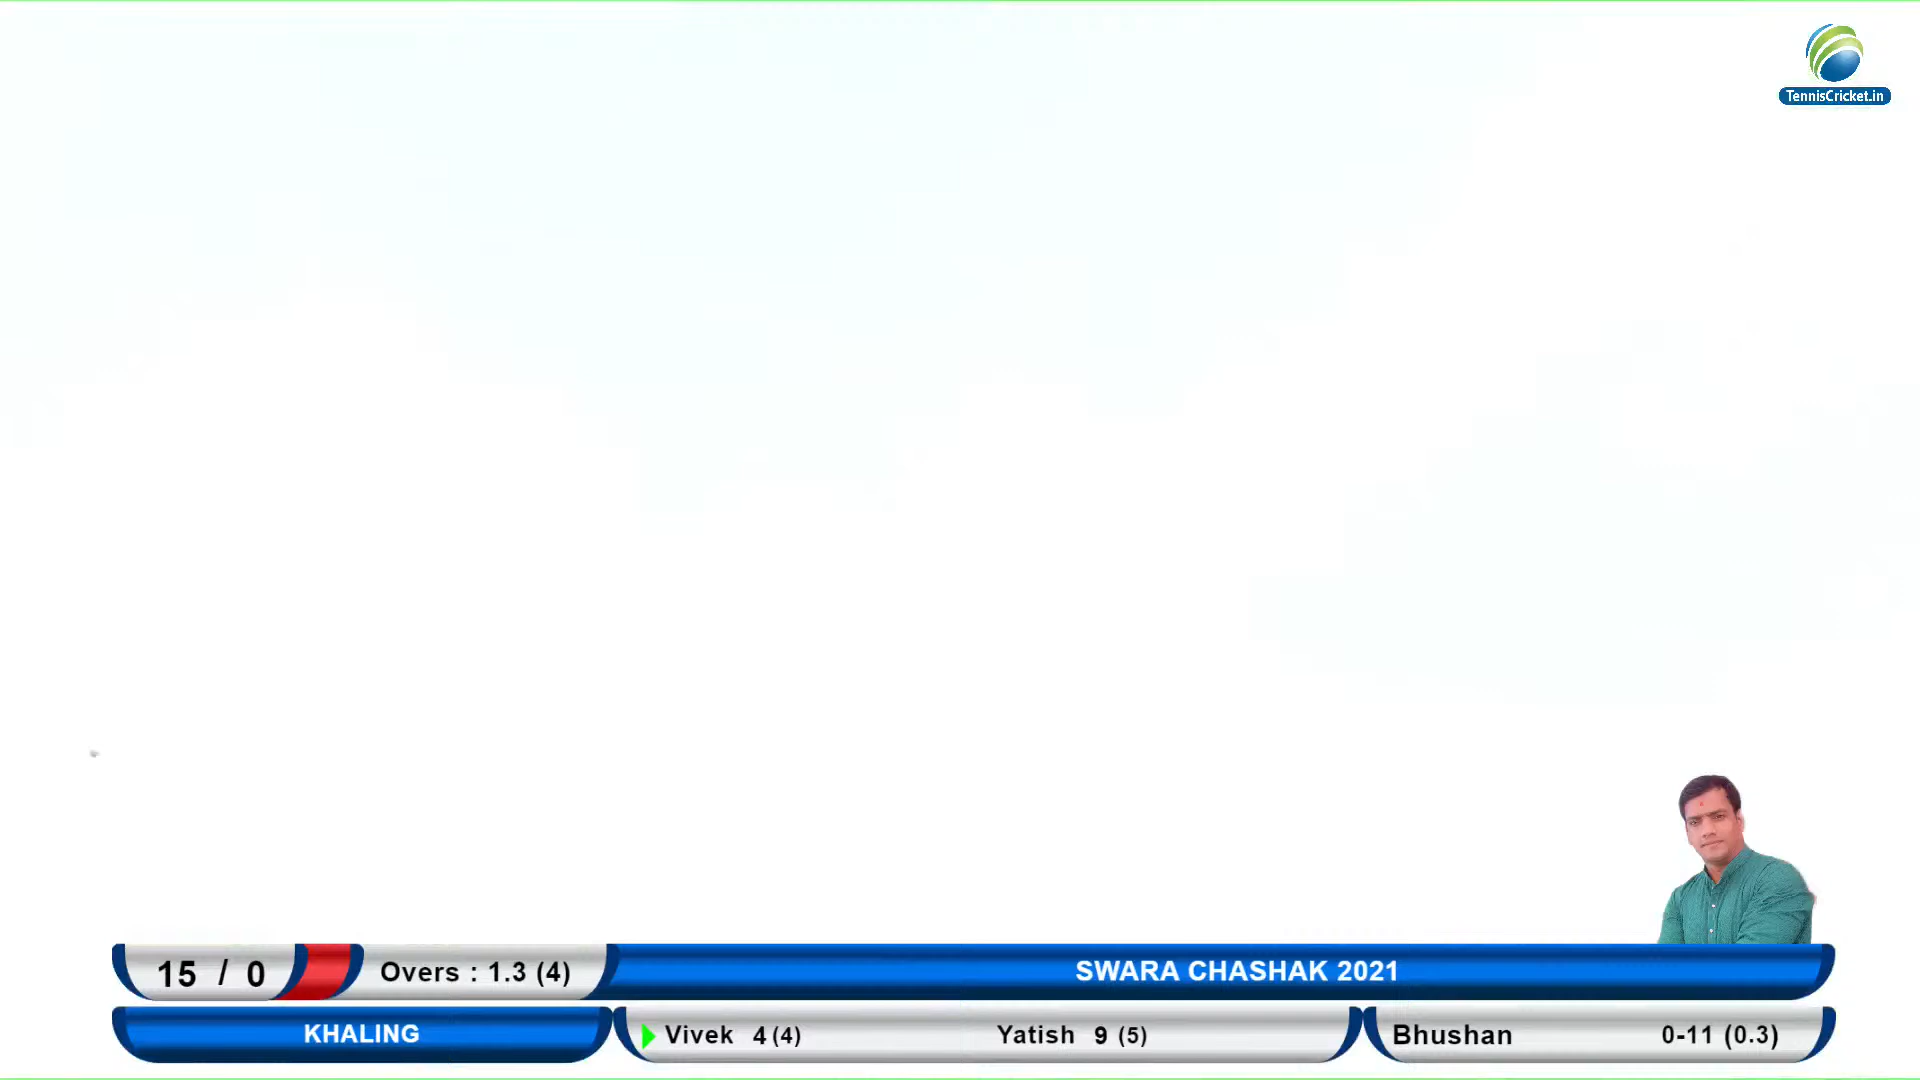 TennisCricket.in
15 / 0
Overs : 1.3 (4)
SWARA CHASHAK 2021
KHALING
Vivek 4 (4)
Yatish 9 (5)
Bhushan 0-11 (0.3)